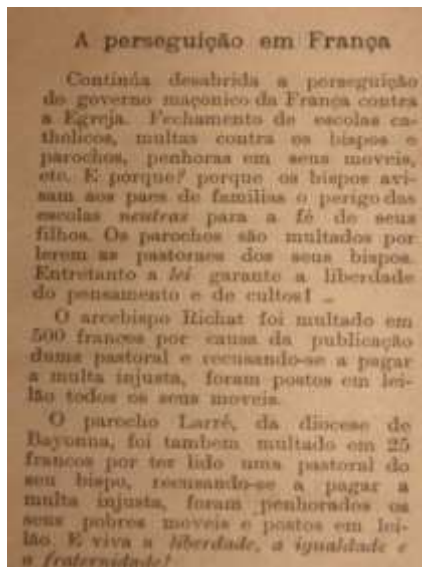 A perseguição em França
Continúa desabrida a perseguição
do governo maçonico da França contra
a Egreja. Fechamento de escolas ca-
tholicos, multas contra os bispos e
parochos, penhoras em seus moveis,
etc. E porque? porque os bispos avi-
sam aos paes de familias o perigo das
escolas neutras para a fé de seus
filhos. Os parochos são multados por
lerem as pastoraes dos seus bispos.
Entretanto a lei garante a liberdade
do pensamento e de cultos!
O arcebispo Richat foi multado em
500 francos por causa da publicação
duma pastoral e recusando-se a pagar
a multa injusta, foram postos em lei-
lão todos os seus moveis.
O parocho Larré, da diocese de
Bayonna, foi tambem multado em 25
francos por ter lido uma pastoral do
seu bispo, recusando-se a pagar a
multa injusta, foram penhorados os
seus pobres moveis e postos em lei-
lão. E viva a liberdade, a igualdade e
a fraternidade!